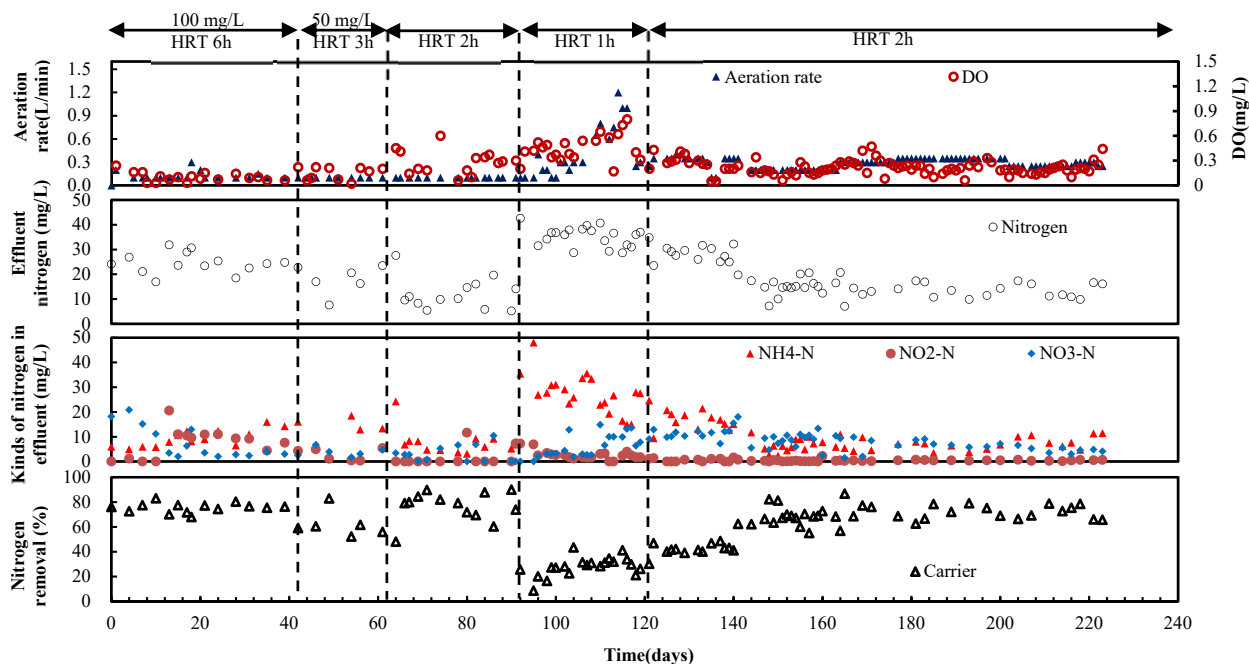 100 mg/L
50 mg/L
HRT 6h
HRT 3h
HRT 2h
HRT 1h
HRT 2h
Aeration rate(L/min)
1.5
1.2
0.9
0.6
0.3
0.0
Aeration rate
DO
1.5
1.2
0.9
0.6
0.3
0.0
DO(mg/L)
Effluent nitrogen (mg/L)
50
40
30
20
10
0
Nitrogen
Kinds of nitrogen in effluent (mg/L)
50
40
30
20
10
0
NH4-N
NO2-N
NO3-N
Nitrogen removal (%)
100
80
60
40
20
0
Carrier
0
20
40
60
80
100
120
140
160
180
200
220
240
Time(days)